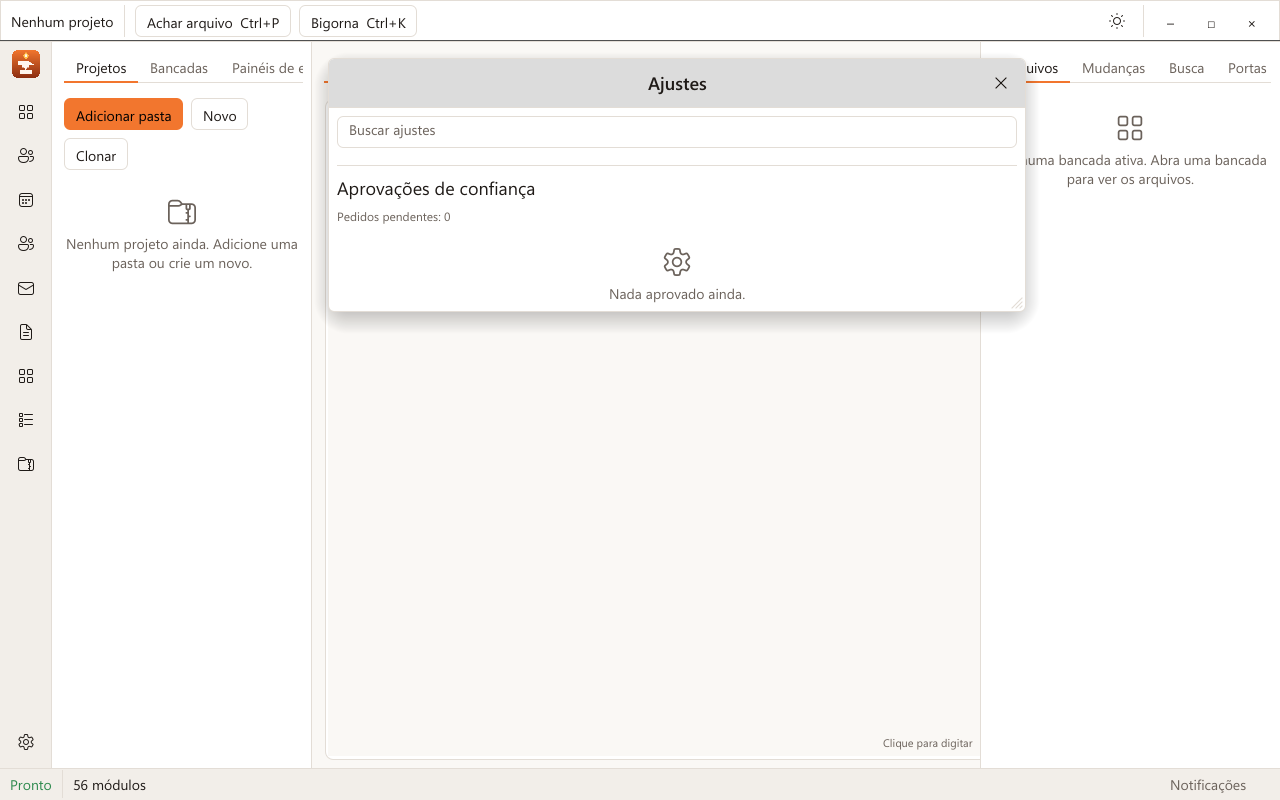 Nenhum projeto
Achar arquivo Ctrl+P
Bigorna Ctrl+K
Projetos
Bancadas
Painéis de e
Adicionar pasta
Novo
Clonar
Nenhum projeto ainda. Adicione uma
pasta ou crie um novo.
Ajustes
Buscar ajustes
Aprovações de confiança
Pedidos pendentes: 0
Nada aprovado ainda.
Clique para digitar
uivos
Mudanças
Busca
Portas
uma bancada ativa. Abra uma bancada
para ver os arquivos.
Pronto
56 módulos
Notificações